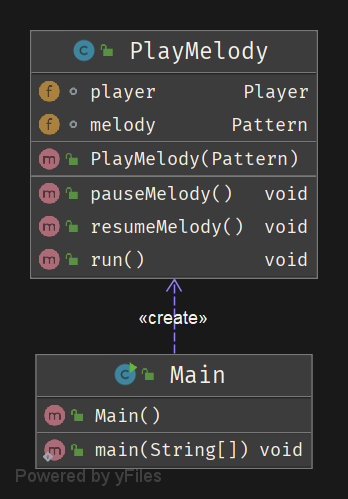 PlayMelody
player Player
melody Pattern
PlayMelody(Pattern)
pauseMelody() void
resumeMelody() void
run() void
«create»
Main
Main()
main(String[]) void
Powered by yFiles